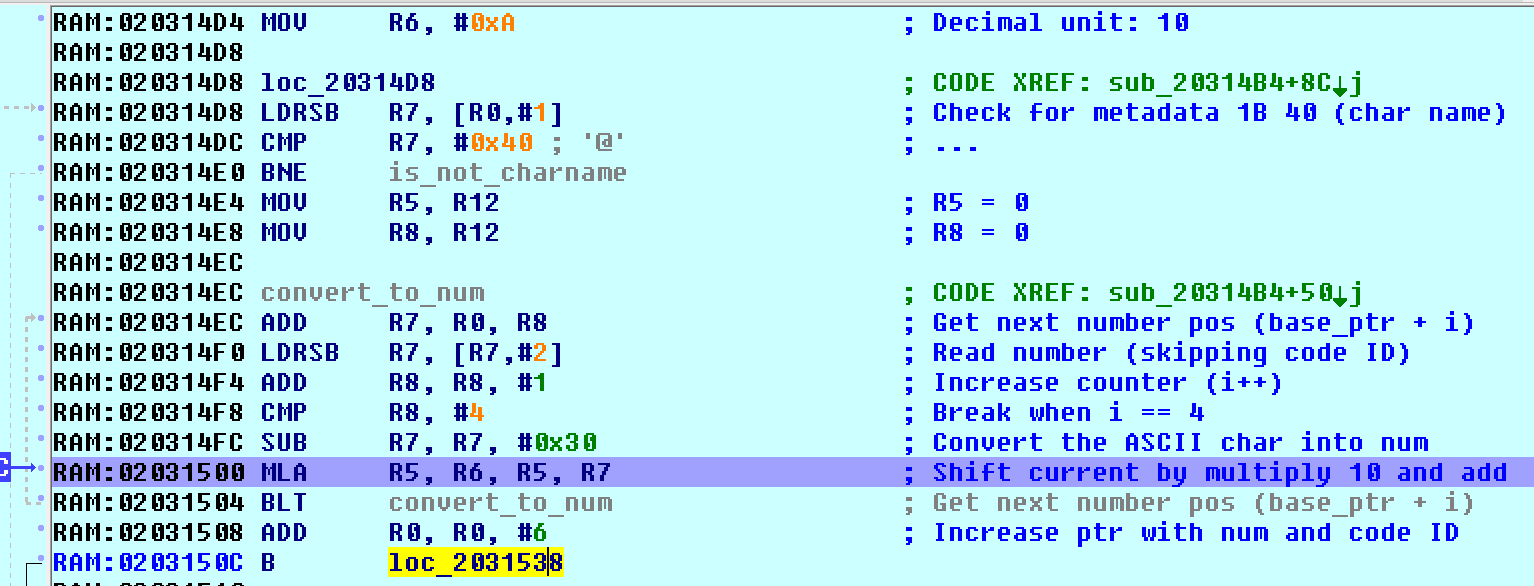 RAM:020314D4 MOV R6, #0xA ; Decimal unit: 10
RAM:020314D8
RAM:020314D8 loc_20314D8 ; CODE XREF: sub_20314B4+8C↓j
RAM:020314D8 LDRSB R7, [R0,#1] ; Check for metadata 1B 40 (char name)
RAM:020314DC CMP R7, #0x40 ; '@' ; ...
RAM:020314E0 BNE is_not_charname
RAM:020314E4 MOV R5, R12 ; R5 = 0
RAM:020314E8 MOV R8, R12 ; R8 = 0
RAM:020314EC
RAM:020314EC convert_to_num ; CODE XREF: sub_20314B4+50↓j
RAM:020314EC ADD R7, R0, R8 ; Get next number pos (base_ptr + i)
RAM:020314F0 LDRSB R7, [R7,#2] ; Read number (skipping code ID)
RAM:020314F4 ADD R8, R8, #1 ; Increase counter (i++)
RAM:020314F8 CMP R8, #4 ; Break when i == 4
RAM:020314FC SUB R7, R7, #0x30 ; Convert the ASCII char into num
RAM:02031500 MLA R5, R6, R5, R7 ; Shift current by multiply 10 and add
RAM:02031504 BLT convert_to_num ; Get next number pos (base_ptr + i)
RAM:02031508 ADD R0, R0, #6 ; Increase ptr with num and code ID
RAM:0203150C B loc_2031538